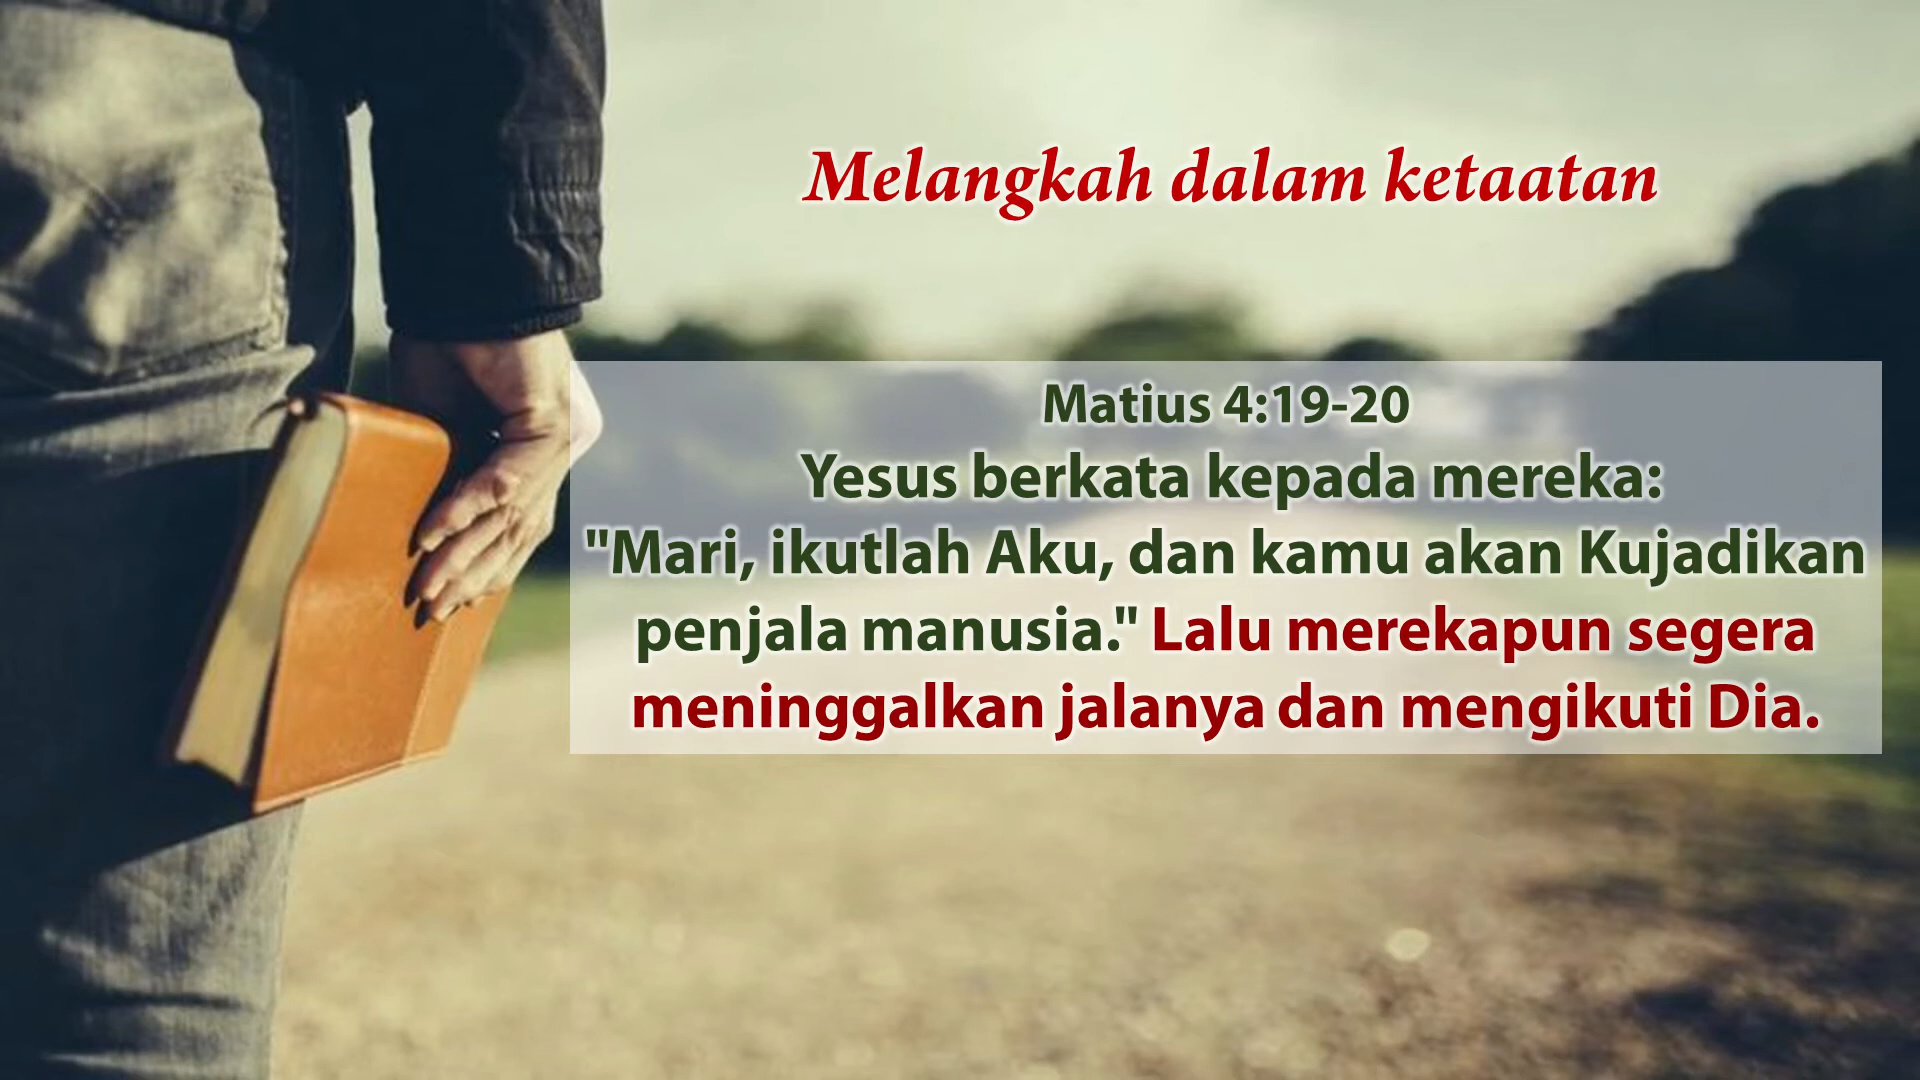 Melangkah dalam ketaatan
Matius 4:19-20
Yesus berkata kepada mereka:
"Mari, ikutlah Aku, dan kamu akan Kujadikan
penjala manusia." Lalu merekapun segera
meninggalkan jalanya dan mengikuti Dia.